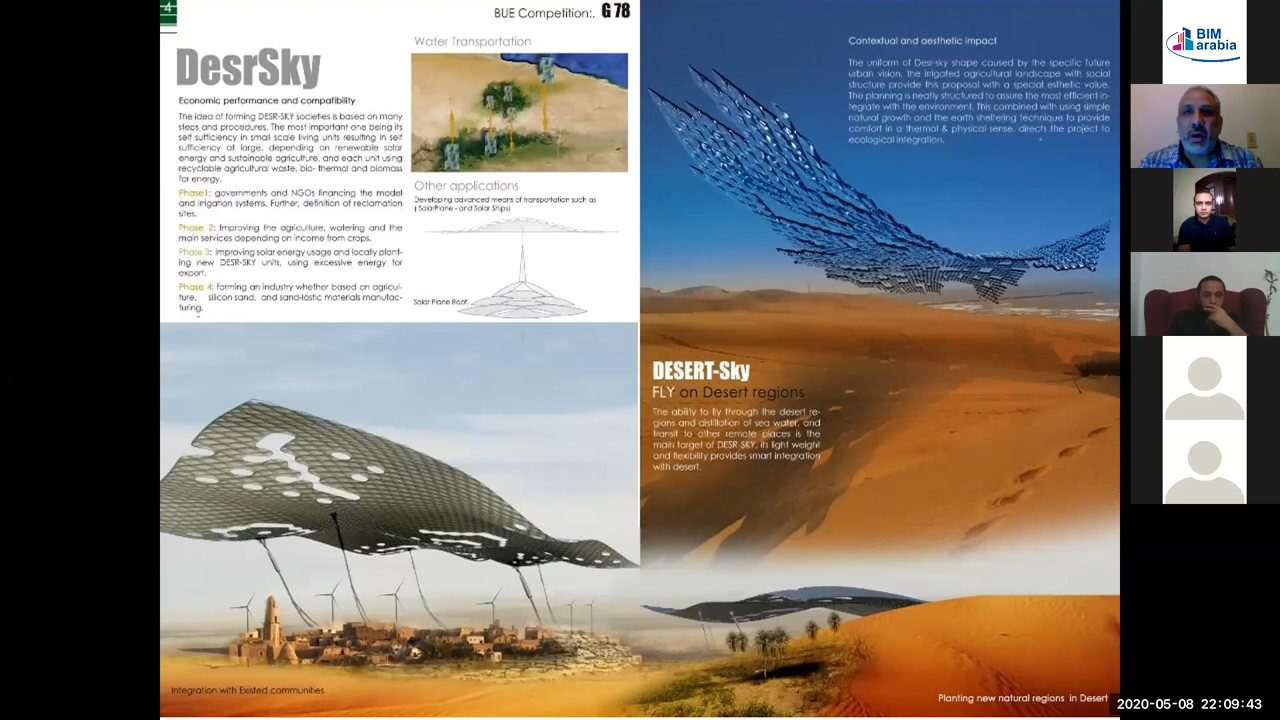 4
BUE Competition:. G 78
DesrSky
Economic performance and compatibility
The idea of forming DESR-SKY societies is based on many
steps and procedures. The most important one being its
self sufficiency in small scale living units resulting in self
sufficiency at large, depending on renewable solar
energy and sustainable agriculture, and each unit using
recyclable agricultural waste, bio- thermal and biomass
for energy.
Phase1: governments and NGOs financing the model
and irrigation systems. Further, definition of reclamation
sites.
Phase 2: Improving the agriculture, watering and the
main services depending on income from crops.
Phase 3: improving solar energy usage and locally plant-
ing new DESR-SKY units, using excessive energy for
export.
Phase 4: forming an industry whether based on agricul-
ture, silicon sand, and sand-lastic materials manufac-
turing.
Water Transportation
Other applications
Developing advanced means of transportation such as
( SolarPlane - and Solar Ships)
Solar Plane Root.
Contextual and aesthetic impact
The uniform of Desr-sky shape caused by the specific future
urban vision, the irrigated agricultural landscape with social
structure provide this proposal with a special esthetic value.
The planning is neatly structured to assure the most efficient in-
tegrate with the environment. This combined with using simple
natural growth and the earth sheltering technique to provide
comfort in a thermal & physical sense, directs the project to
ecological integration.
DESERT-Sky
FLY on Desert regions
The ability to fly through the desert re-
gions and distillation of sea water, and
transit to other remote places is the
main target of DESR-SKY, its light weight
and flexibility provides smart integration
with desert.
Integration with Existed communities
Planting new natural regions in Desert
BIM
arabia
2020-05-08 22:09:43